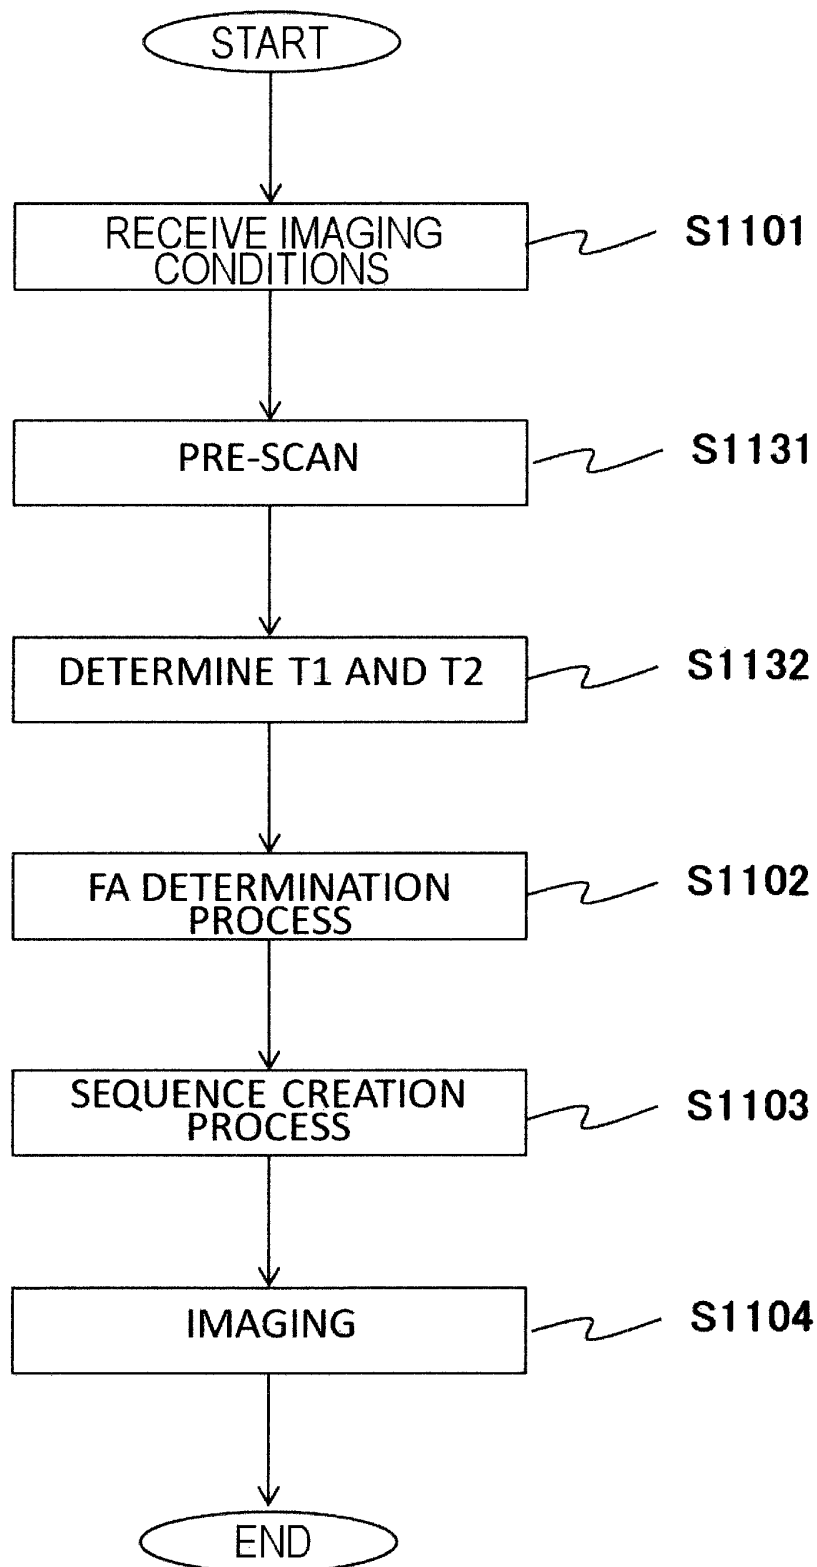 START
RECEIVE IMAGING
CONDITIONS
S1101
PRE-SCAN
S1131
DETERMINE T1 AND T2
S1132
FA DETERMINATION
PROCESS
S1102
SEQUENCE CREATION
PROCESS
S1103
IMAGING
S1104
END